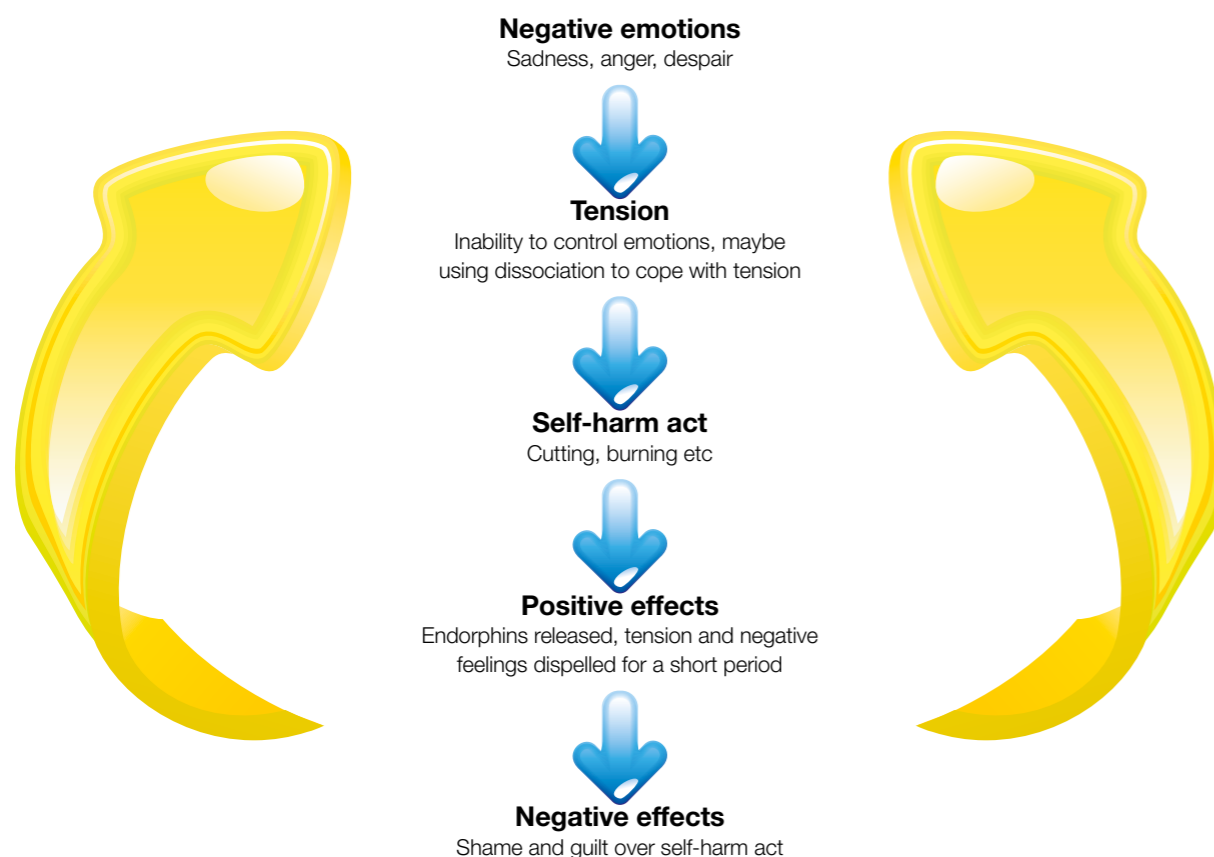 Negative emotions
Sadness, anger, despair
Tension
Inability to control emotions, maybe
using dissociation to cope with tension
Self-harm act
Cutting, burning etc
Positive effects
Endorphins released, tension and negative
feelings dispelled for a short period
Negative effects
Shame and guilt over self-harm act